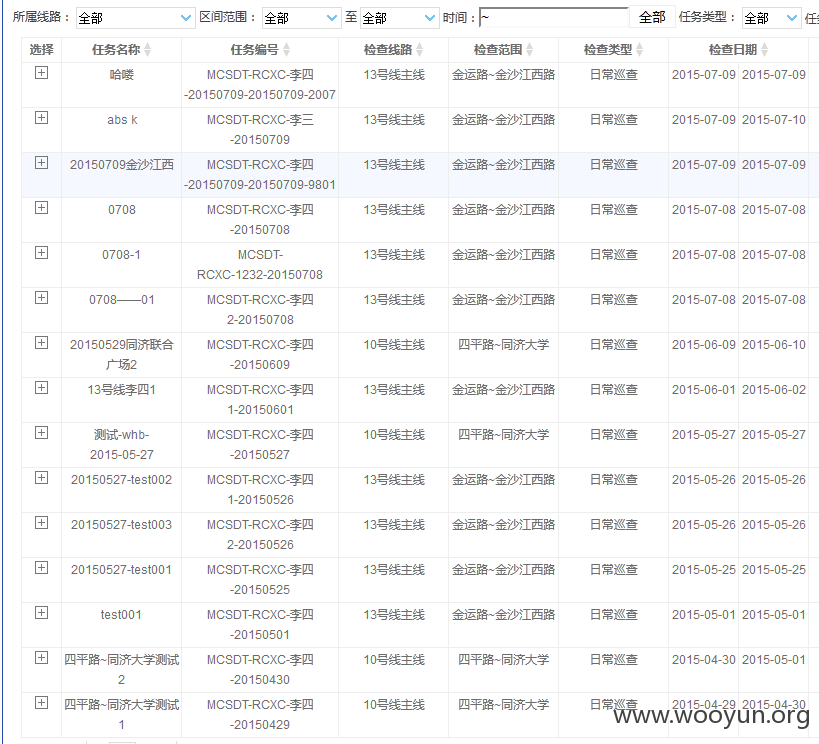 所属线路： 全部 区间范围： 全部 至 全部 时间： ~ 全部 任务类型： 全部 任
选择 任务名称 任务编号 检查线路 检查范围 检查类型 检查日期
哈喽 MCSDT-RCXC-李四 13号线主线 金运路~金沙江西路 日常巡查 2015-07-09 2015-07-09
-20150709-20150709-2007
abs k MCSDT-RCXC-李三 13号线主线 金运路~金沙江西路 日常巡查 2015-07-09 2015-07-10
-20150709
20150709金沙江西 MCSDT-RCXC-李四 13号线主线 金运路~金沙江西路 日常巡查 2015-07-09 2015-07-09
-20150709-20150709-9801
0708 MCSDT-RCXC-李四 13号线主线 金运路~金沙江西路 日常巡查 2015-07-08 2015-07-08
-20150708
0708-1 MCSDT- 13号线主线 金运路~金沙江西路 日常巡查 2015-07-08 2015-07-08
RCXC-1232-20150708
0708——01 MCSDT-RCXC-李四 13号线主线 金运路~金沙江西路 日常巡查 2015-07-08 2015-07-08
2-20150708
20150529同济联合 MCSDT-RCXC-李四 10号线主线 四平路~同济大学 日常巡查 2015-06-09 2015-06-10
广场2 -20150609
13号线李四1 MCSDT-RCXC-李四 13号线主线 金运路~金沙江西路 日常巡查 2015-06-01 2015-06-02
1-20150601
测试-whb- MCSDT-RCXC-李四 10号线主线 四平路~同济大学 日常巡查 2015-05-27 2015-05-27
2015-05-27 -20150527
20150527-test002 MCSDT-RCXC-李四 13号线主线 金运路~金沙江西路 日常巡查 2015-05-26 2015-05-26
1-20150526
20150527-test003 MCSDT-RCXC-李四 13号线主线 金运路~金沙江西路 日常巡查 2015-05-26 2015-05-26
2-20150526
20150527-test001 MCSDT-RCXC-李四 13号线主线 金运路~金沙江西路 日常巡查 2015-05-25 2015-05-25
-20150525
test001 MCSDT-RCXC-李四 13号线主线 金运路~金沙江西路 日常巡查 2015-05-01 2015-05-01
-20150501
四平路~同济大学测试 MCSDT-RCXC-李四 10号线主线 四平路~同济大学 日常巡查 2015-04-30 2015-05-01
2 -20150430
四平路~同济大学测试 MCSDT-RCXC-李四 10号线主线 四平路~同济大学 日常巡查 2015-04-29 2015-04-30
1 -20150429
www.wooyun.org